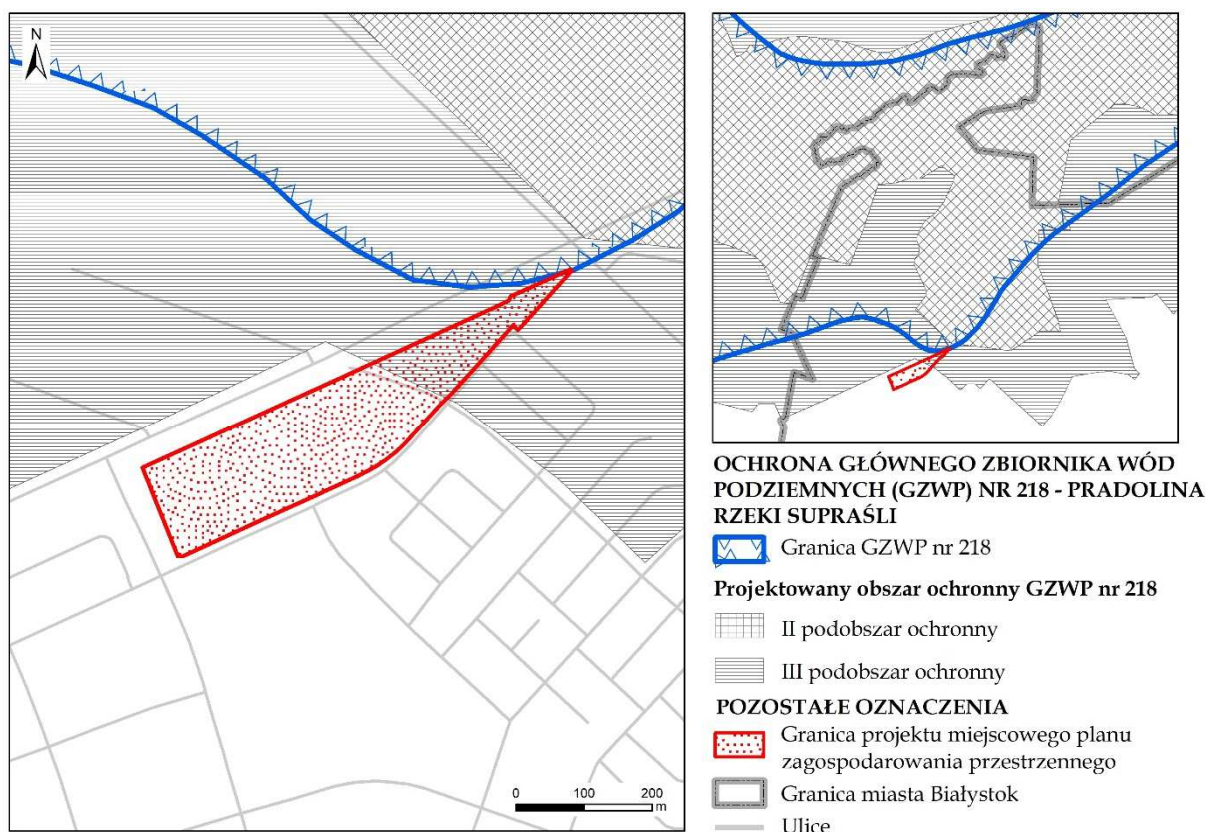 N
0 100 200
m
OCHRONA GŁÓWNEGO ZBIORNIKA WÓD
PODZIEMNYCH (GZWP) NR 218 - PRADOLINA
RZEKI SUPRAŚLI
Granica GZWP nr 218
Projektowany obszar ochronny GZWP nr 218
II podobszar ochronny
III podobszar ochronny
POZOSTAŁE OZNACZENIA
Granica projektu miejscowego planu
zagospodarowania przestrzennego
Granica miasta Białystok
Ulice